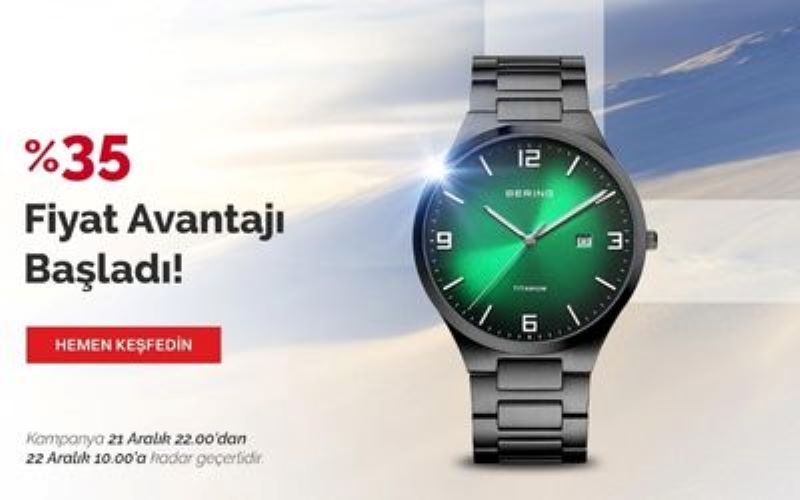 %35
Fiyat Avantajı
Başladı!
HEMEN KEŞFEDİN
Kampanya 21 Aralık 22.00'dan
22 Aralık 10.00'a kadar geçerlidir.
12
BERING
9
3
TITANIUM
6